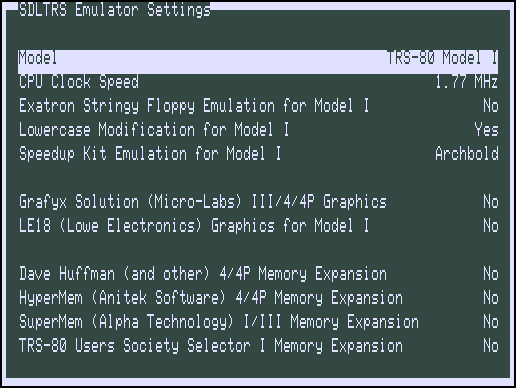 SDLTRS Emulator Settings
Model TRS-80 Model I
CPU Clock Speed 1.77 MHz
Exatron Stringy Floppy Emulation for Model I No
Lowercase Modification for Model I Yes
Speedup Kit Emulation for Model I Archbold
Grafyx Solution (Micro-Labs) III/4/4P Graphics No
LE18 (Lowe Electronics) Graphics for Model I No
Dave Huffman (and other) 4/4P Memory Expansion No
HyperMem (Anitek Software) 4/4P Memory Expansion No
SuperMem (Alpha Technology) I/III Memory Expansion No
TRS-80 Users Society Selector I Memory Expansion No